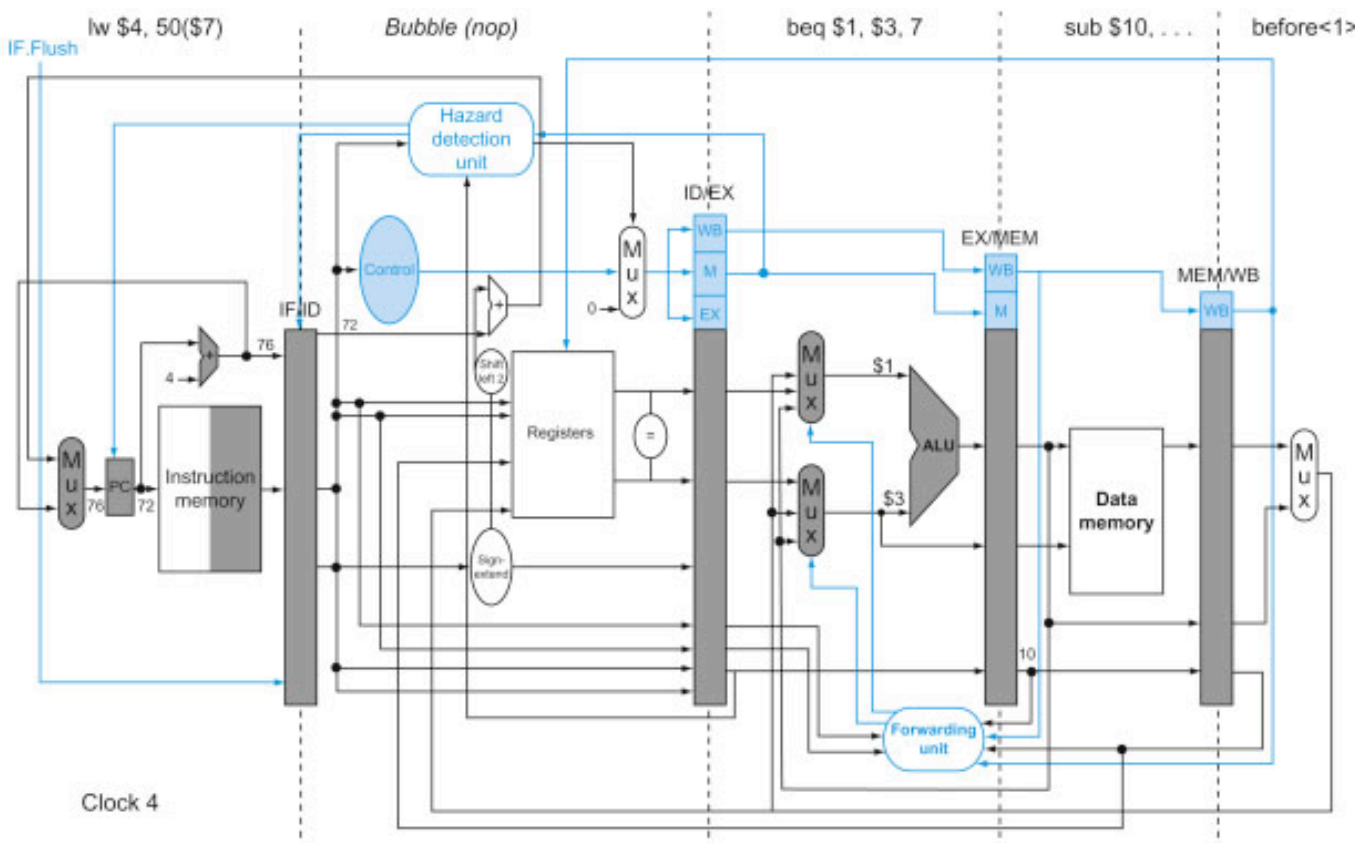 lw $4, 50($7)
Bubble (nop)
beq $1, $3, 7
sub $10, . . .
before<1>
IF.Flush
Hazard
detection
unit
ID/EX
WB
M
EX
Control
M
u
x
0
EX/MEM
WB
M
MEM/WB
WB
IF/ID
72
+
76
+
4
Shift
left 2
M
u
x
$1
Registers
=
ALU
M
u
x
PC
76
72
Instruction
memory
M
u
x
$3
Data
memory
M
u
x
Sign-
extend
10
Forwarding
unit
Clock 4